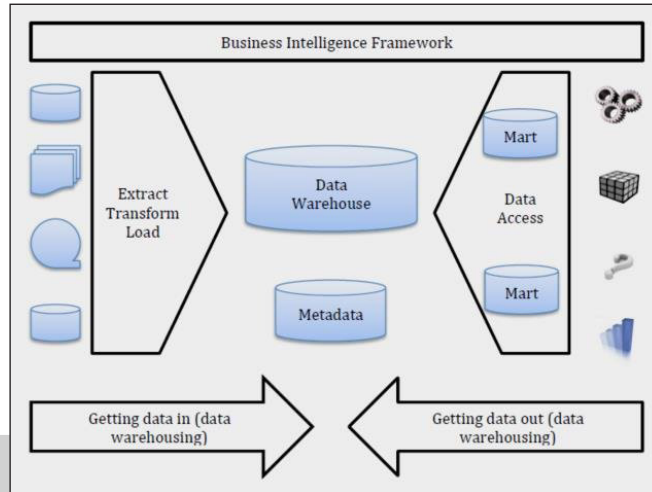 Business Intelligence Framework
Extract
Transform
Load
Data
Warehouse
Metadata
Mart
Data
Access
Mart
Getting data in (data
warehousing)
Getting data out (data
warehousing)